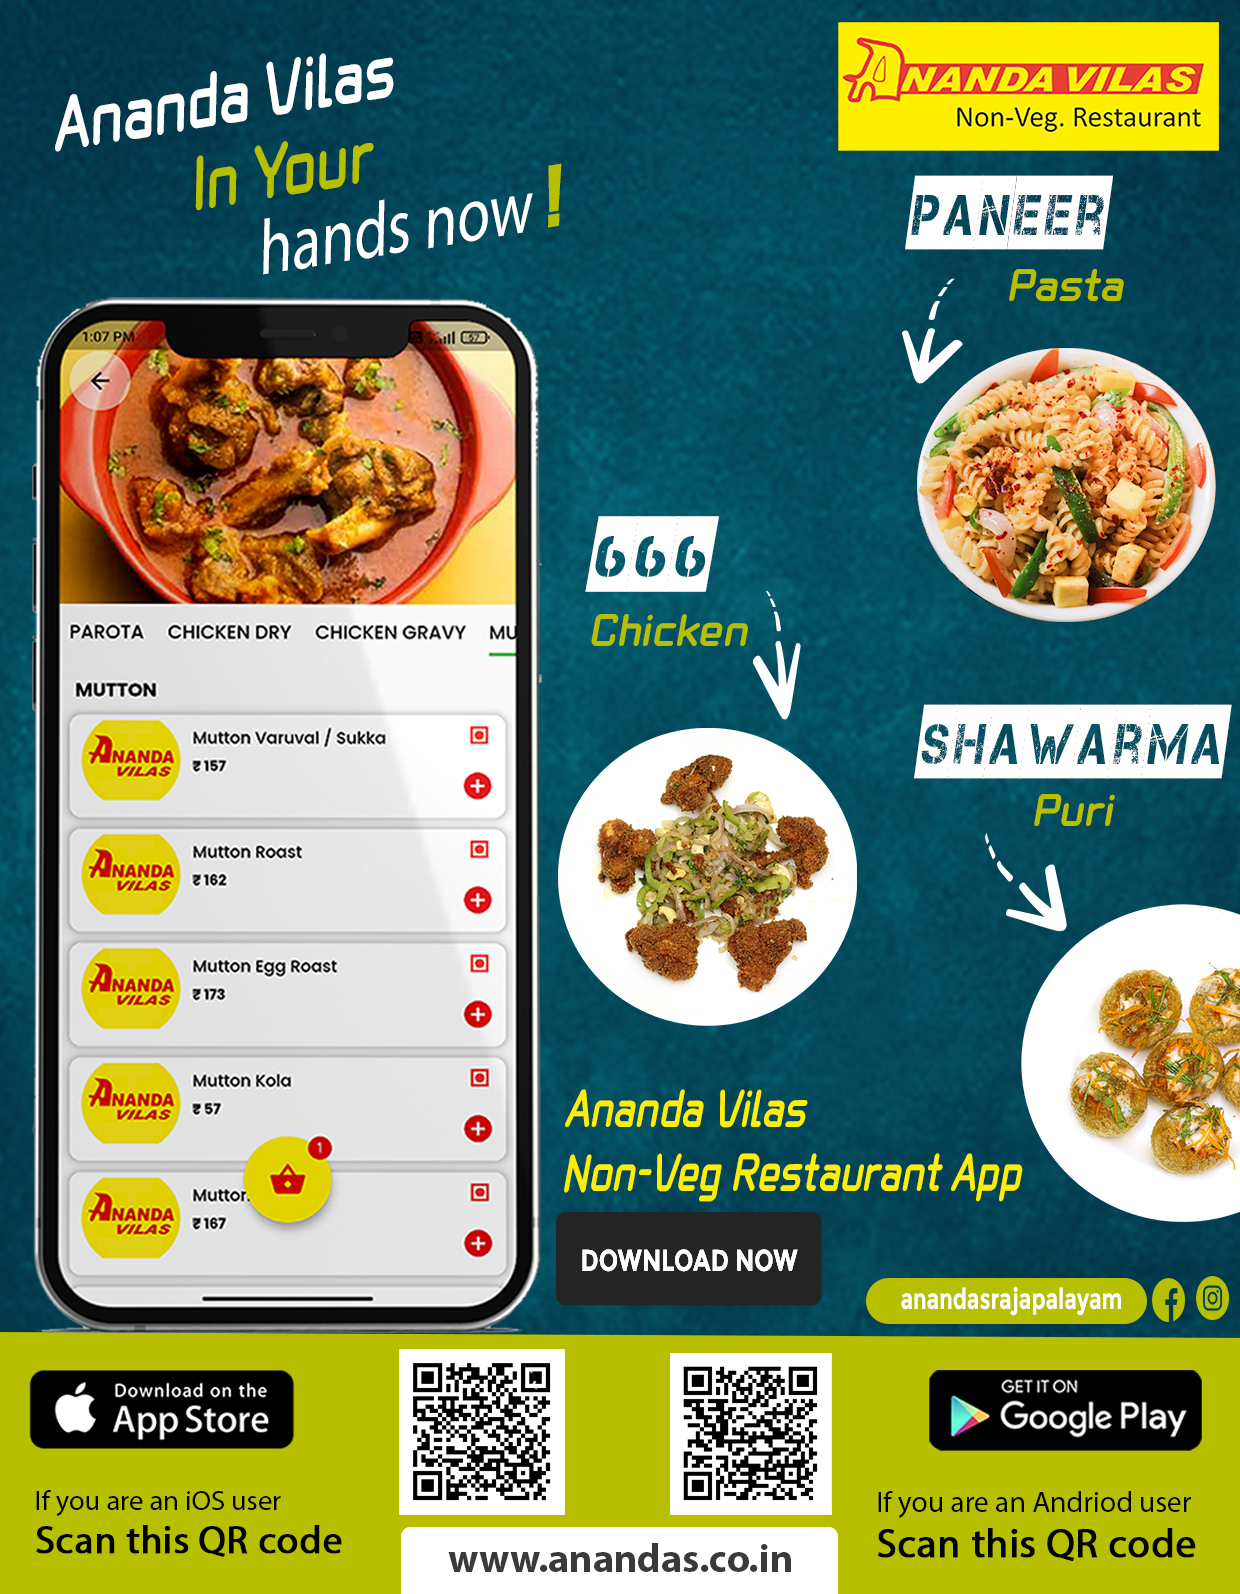 Ananda Vilas
In Your
hands now!
ANANDA VILAS
Non-Veg. Restaurant
PANEER
Pasta
1:07 PM
57
PAROTA CHICKEN DRY CHICKEN GRAVY MU
MUTTON
ANANDA
VILAS
Mutton Varuval / Sukka
₹ 157
ANANDA
VILAS
Mutton Roast
₹ 162
ANANDA
VILAS
Mutton Egg Roast
₹ 173
ANANDA
VILAS
Mutton Kola
₹ 57
1
ANANDA
VILAS
Mutton
₹ 167
666
Chicken
SHAWARMA
Puri
Ananda Vilas
Non-Veg Restaurant App
DOWNLOAD NOW
anandasrajapalayam
Download on the
App Store
If you are an iOS user
Scan this QR code
GET IT ON
Google Play
If you are an Andriod user
Scan this QR code
www.anandas.co.in